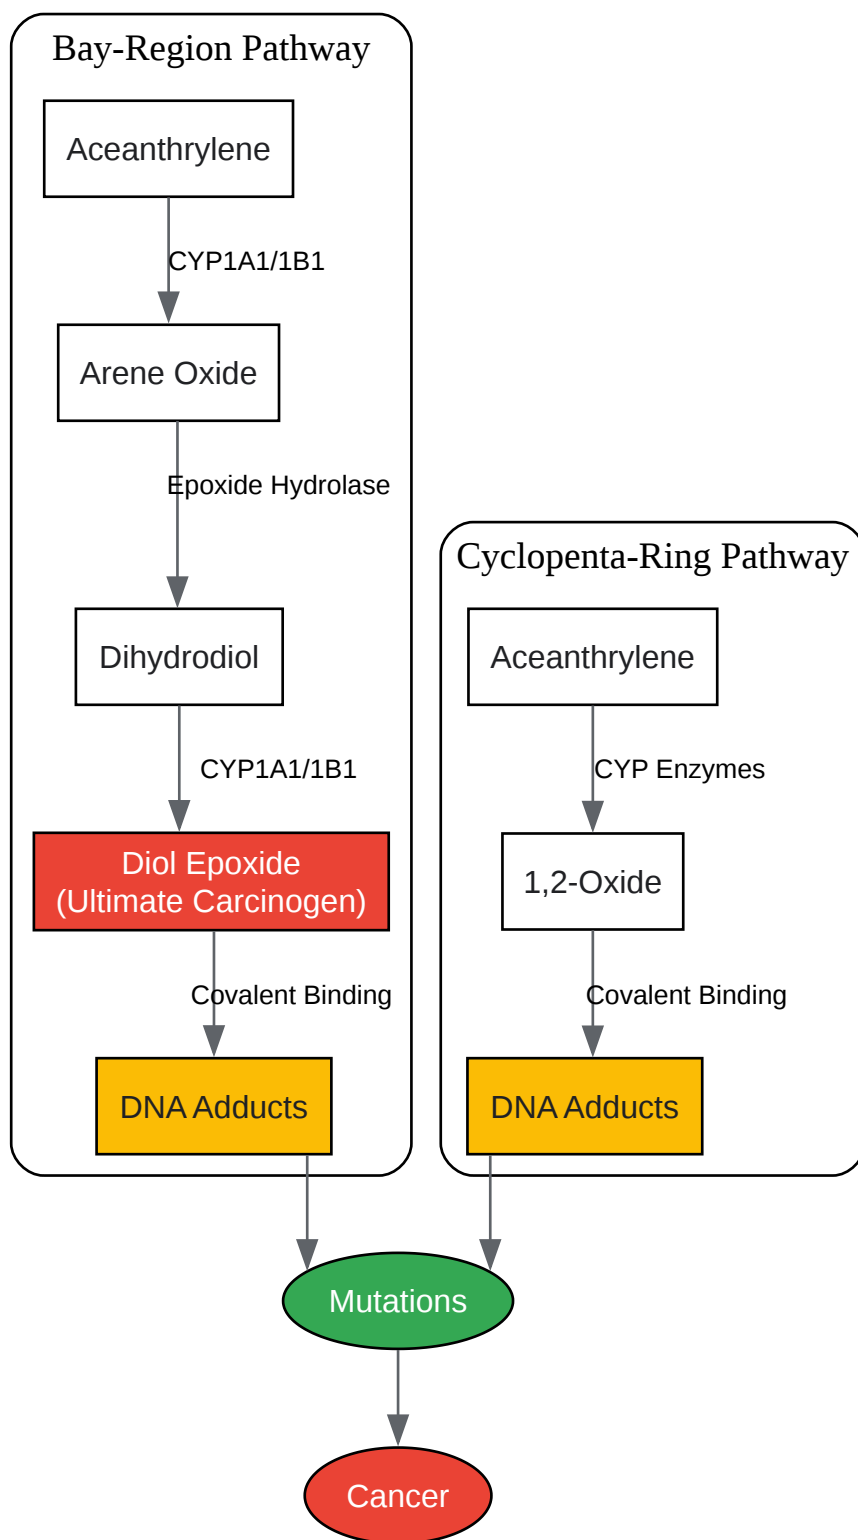 Bay-Region Pathway
Aceanthrylene
CYP1A1/1B1
Arene Oxide
Epoxide Hydrolase
Dihydrodiol
CYP1A1/1B1
Diol Epoxide
(Ultimate Carcinogen)
Covalent Binding
DNA Adducts
Cyclopenta-Ring Pathway
Aceanthrylene
CYP Enzymes
1,2-Oxide
Covalent Binding
DNA Adducts
Mutations
Cancer